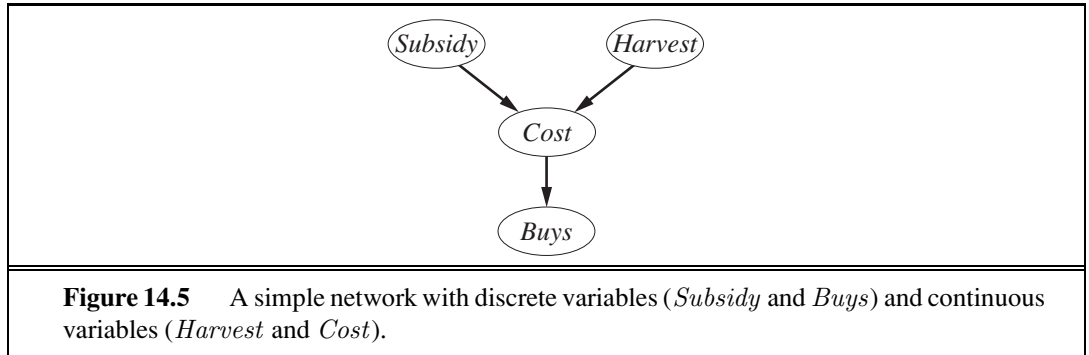 Subsidy Harvest
Cost
Buys
Figure 14.5 A simple network with discrete variables (Subsidy and Buys) and continuous
variables (Harvest and Cost).